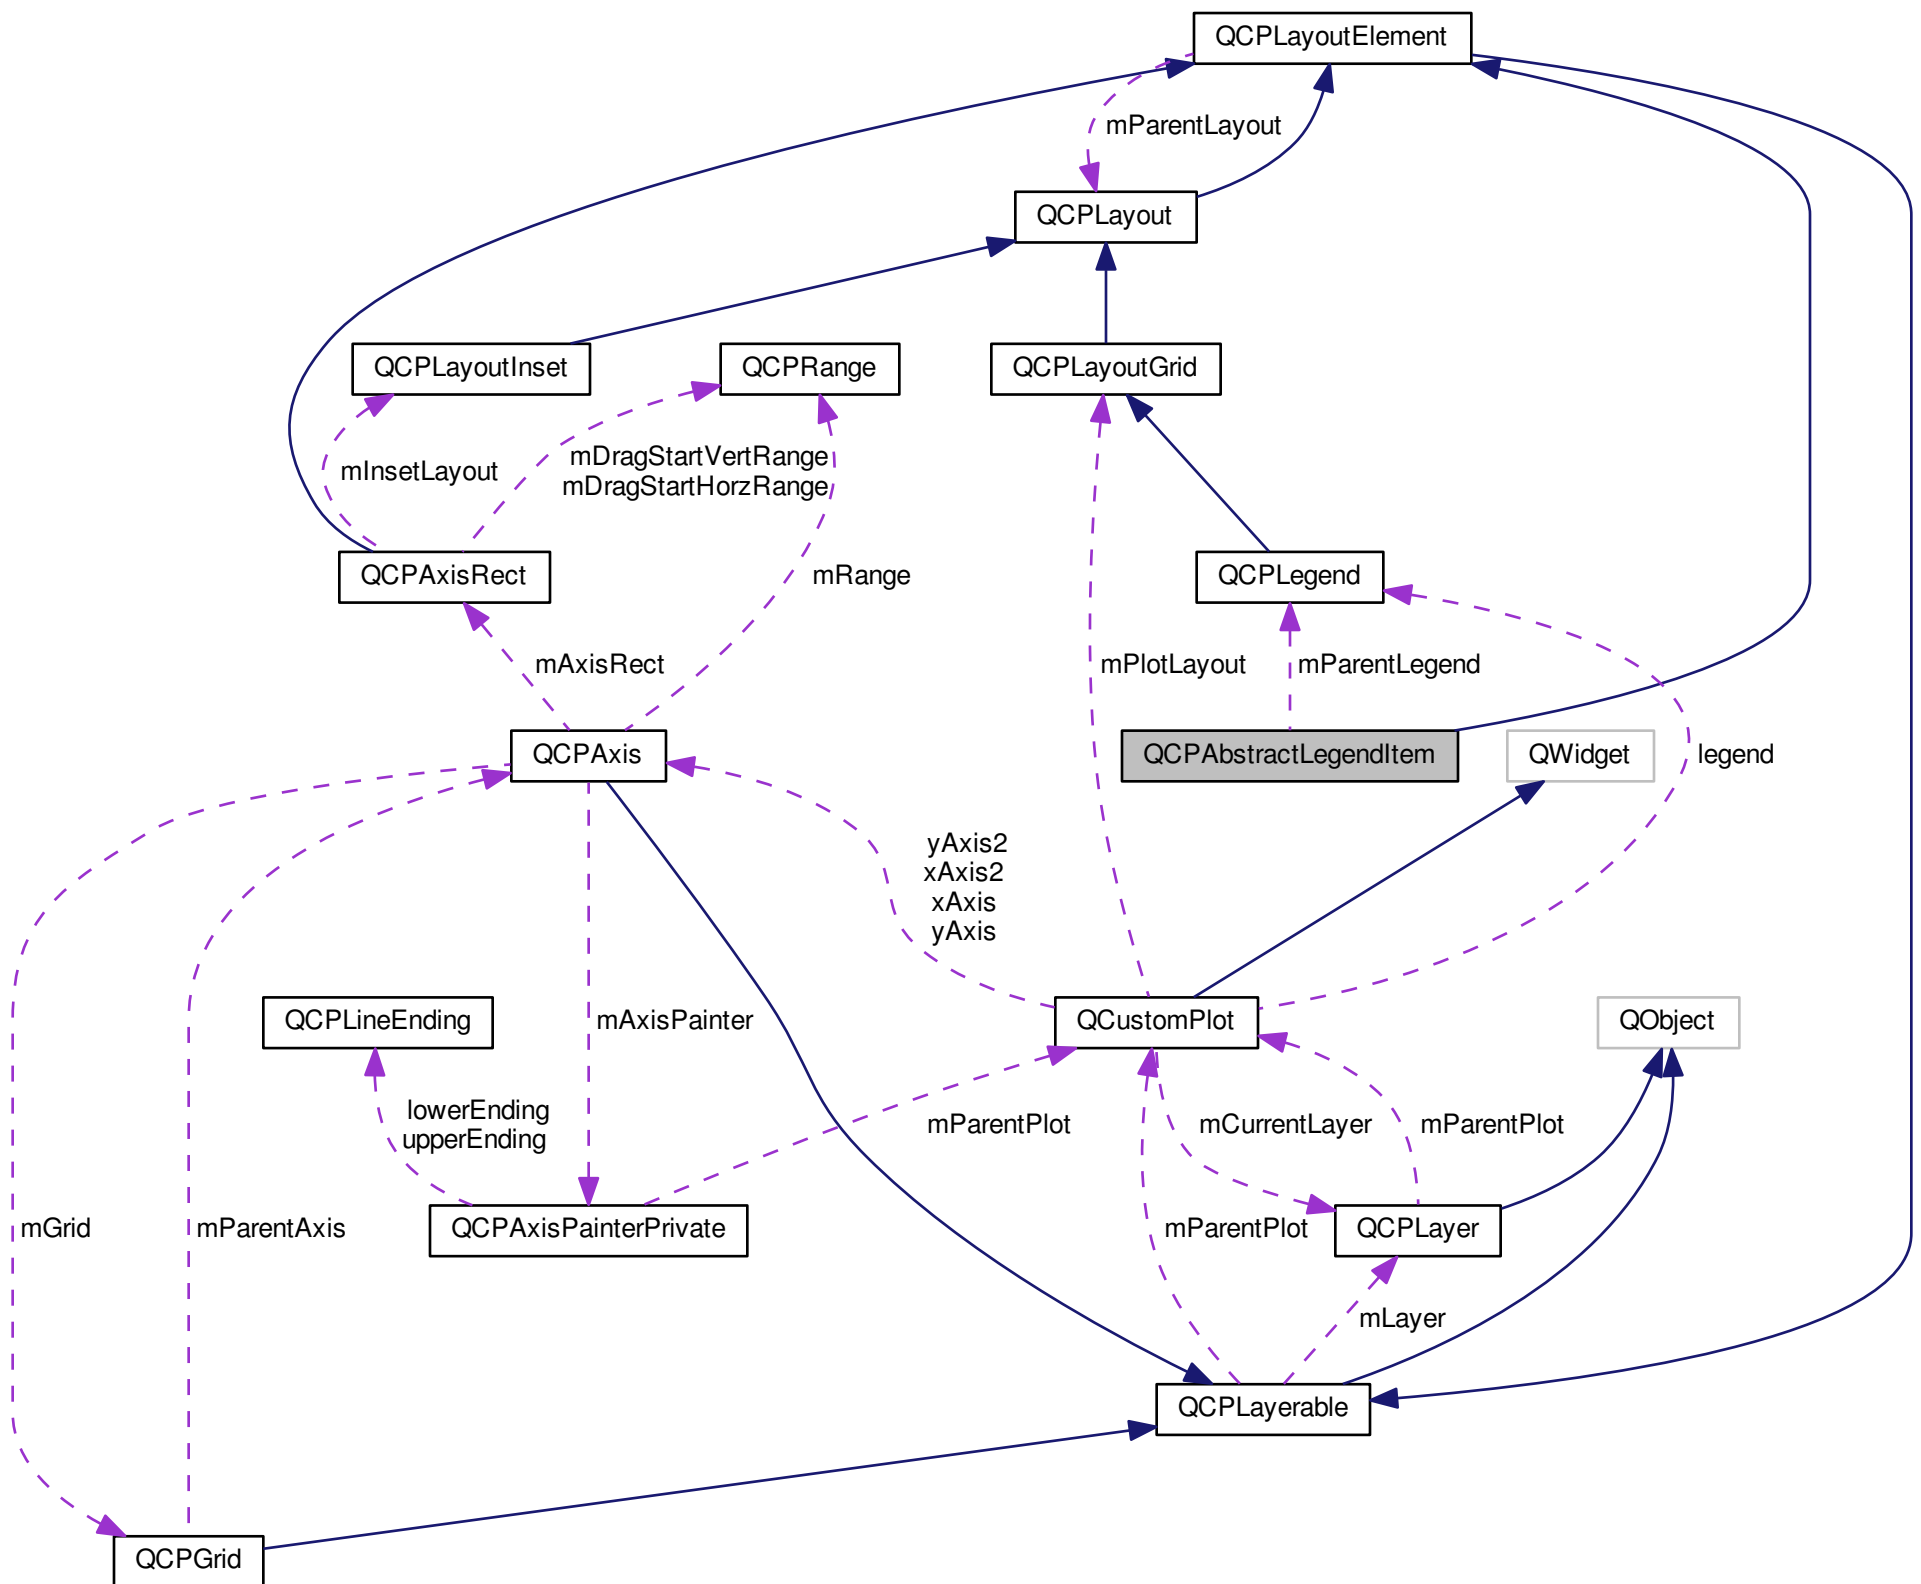 QCPLayoutElement
mParentLayout
QCPLayout
QCPLayoutInset
QCPRange
QCPLayoutGrid
mDragStartVertRange
mDragStartHorzRange
mInsetLayout
QCPAxisRect
mRange
QCPLegend
mAxisRect
mPlotLayout
mParentLegend
QCPAxis
QCPAbstractLegendItem
QWidget
legend
yAxis2
xAxis2
xAxis
yAxis
QCPLineEnding
mAxisPainter
QCustomPlot
QObject
lowerEnding
upperEnding
mParentPlot
mCurrentLayer
mParentPlot
mGrid
mParentAxis
QCPAxisPainterPrivate
mParentPlot
QCPLayer
mLayer
QCPLayerable
QCPGrid